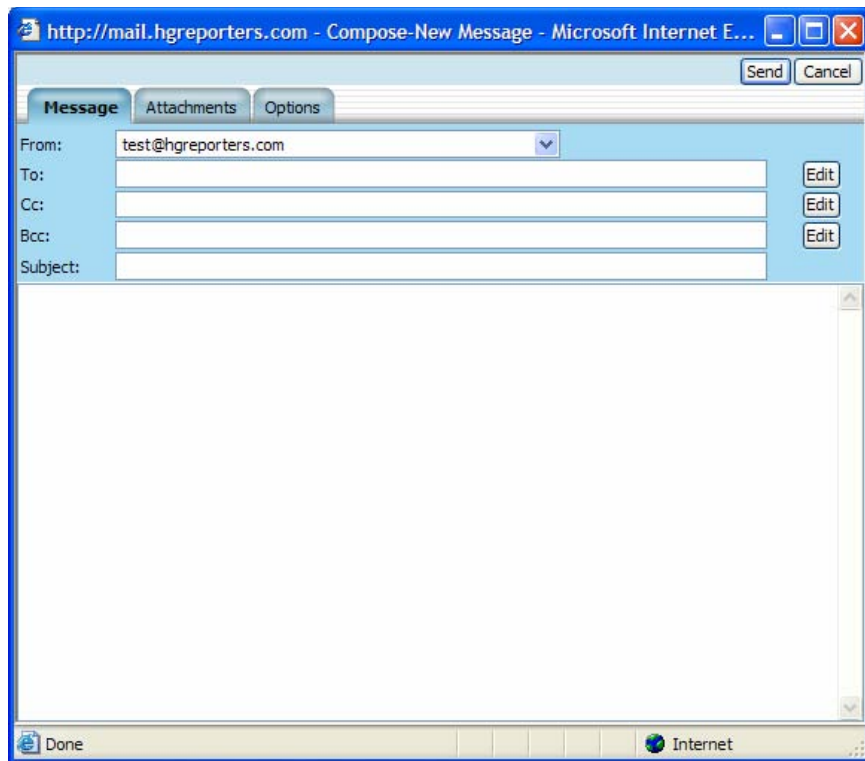 http://mail.hgreporters.com - Compose-New Message - Microsoft Internet E...
Send Cancel
Message Attachments Options
From: test@hgreporters.com
To: Edit
Cc: Edit
Bcc: Edit
Subject:
Done Internet